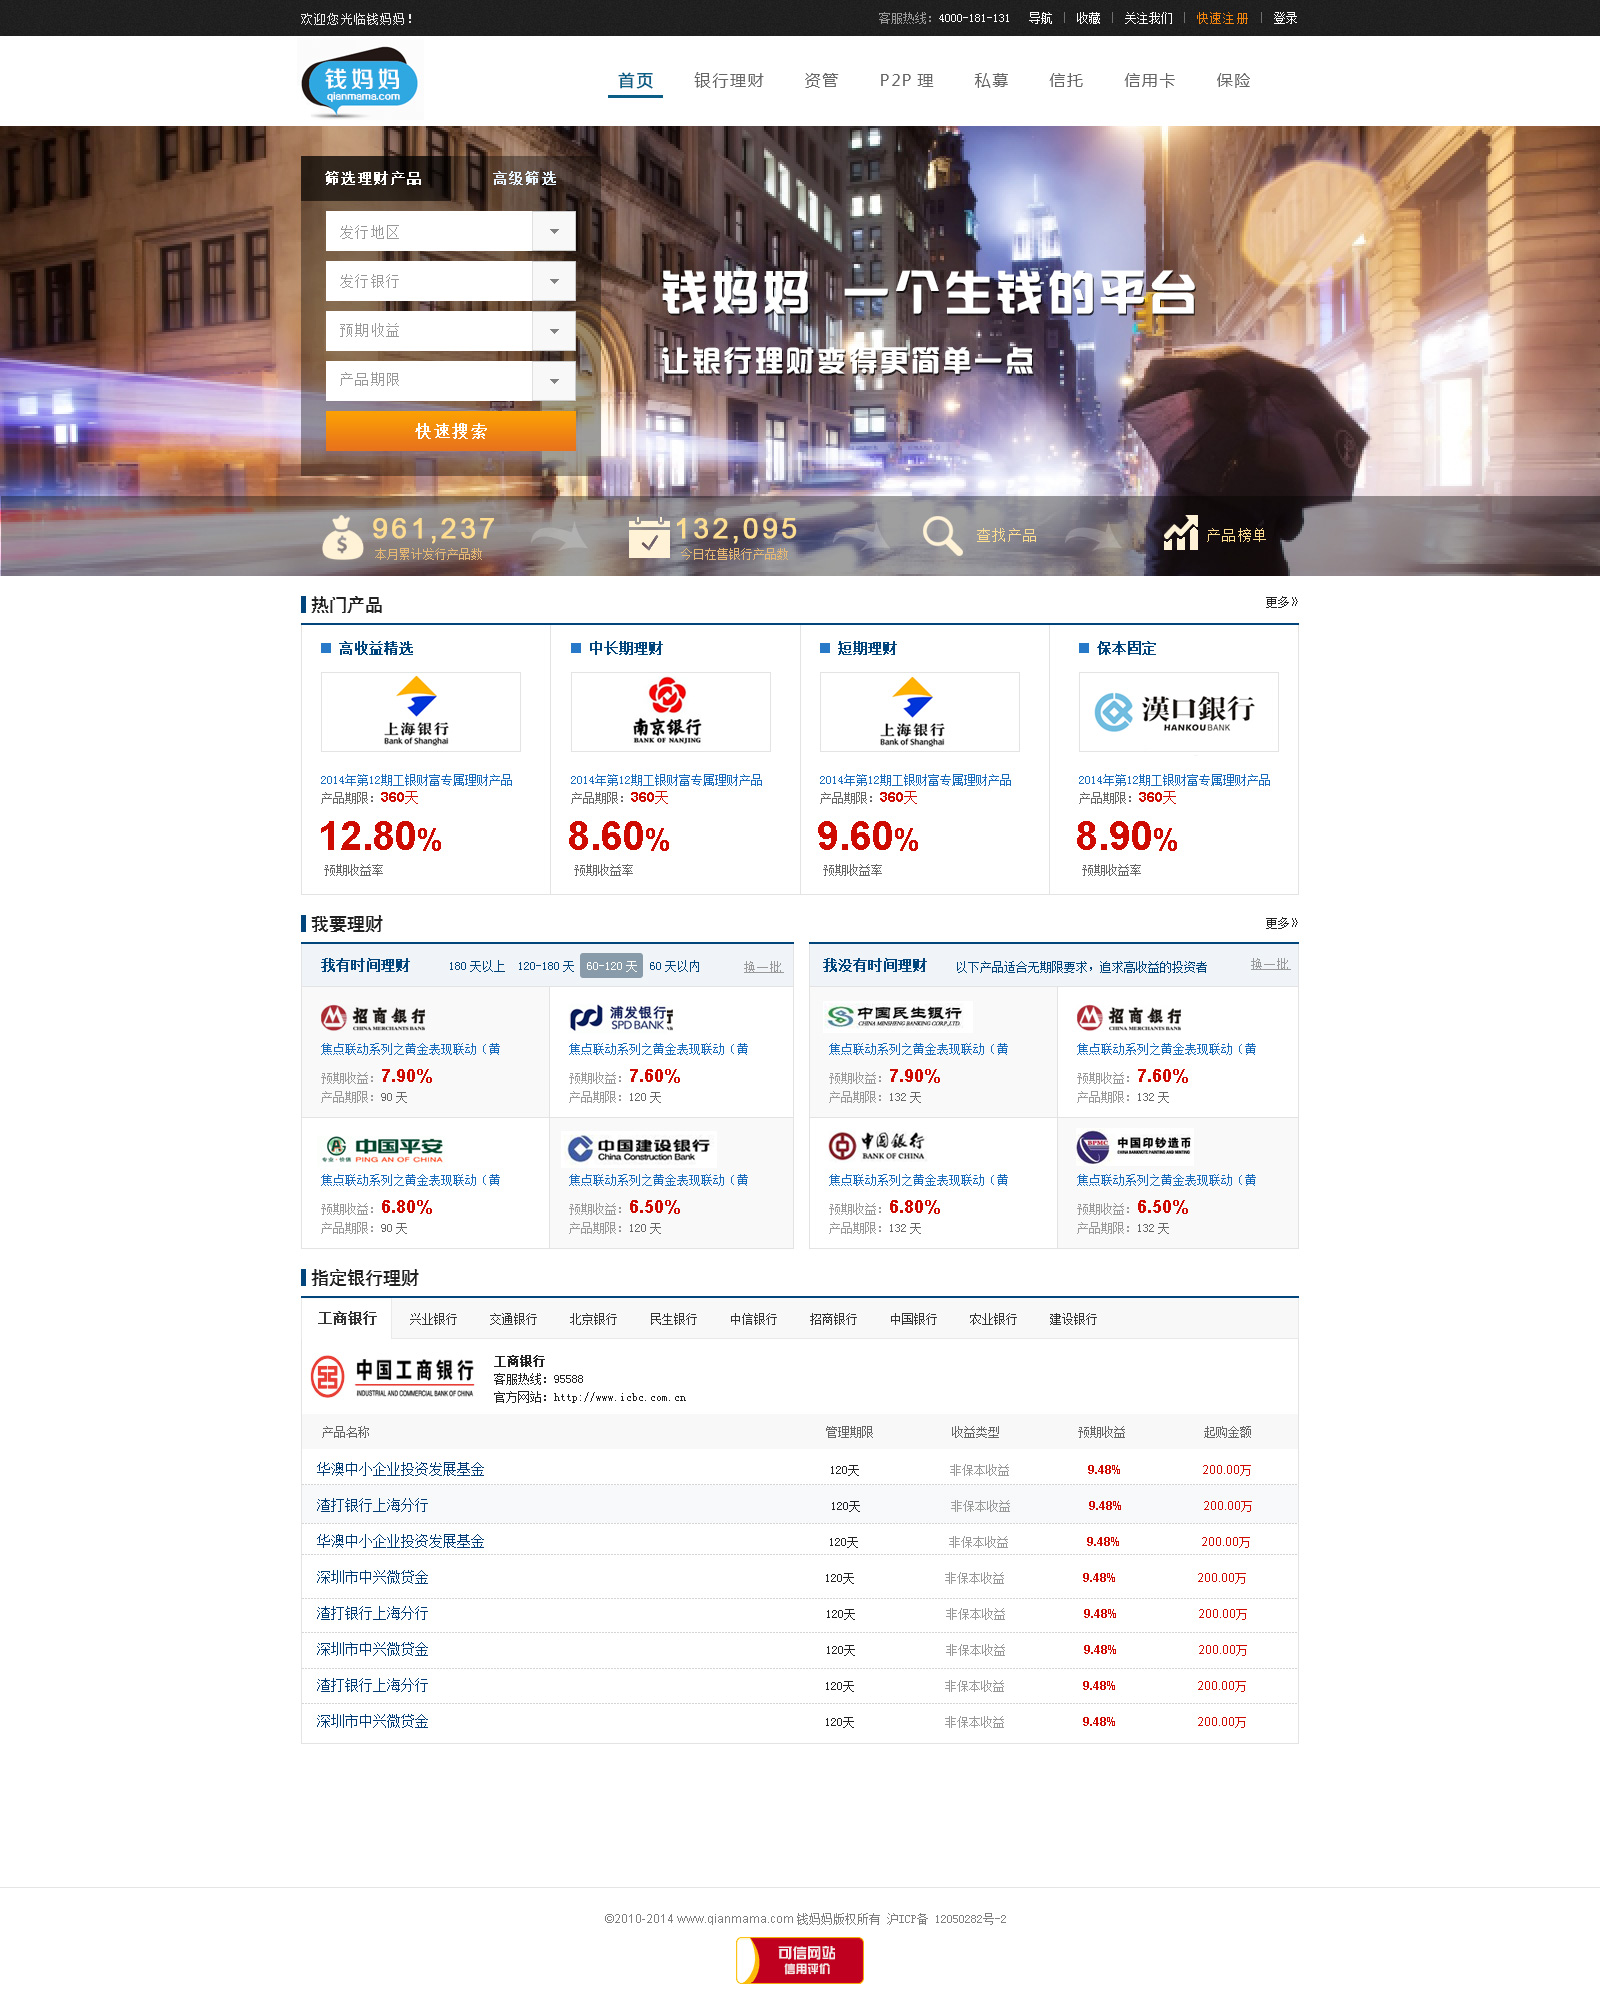 欢迎您光临钱妈妈！
客服热线：4000-181-131 导航 收藏 关注我们 快速注册 登录
钱妈妈
qianmama.com
首页 银行理财 资管 P2P 理 私募 信托 信用卡 保险
筛选理财产品 高级筛选
发行地区
发行银行
预期收益
产品期限
快速搜索
钱妈妈 一个生钱的平台
让银行理财变得更简单一点
961,237
本月累计发行产品数
132,095
今日在售银行产品数
查找产品
产品榜单
热门产品
更多》
高收益精选 中长期理财 短期理财 保本固定
上海银行
Bank of Shanghai
南京银行
BANK OF NANJING
上海银行
Bank of Shanghai
漢口銀行
HANKOUBANK
2014年第12期工银财富专属理财产品 2014年第12期工银财富专属理财产品 2014年第12期工银财富专属理财产品 2014年第12期工银财富专属理财产品
产品期限：360天 产品期限：360天 产品期限：360天 产品期限：360天
12.80% 8.60% 9.60% 8.90%
预期收益率 预期收益率 预期收益率 预期收益率
我要理财
更多》
我有时间理财 180 天以上 120-180 天 60-120 天 60 天以内 换一批
我没有时间理财 以下产品适合无期限要求，追求高收益的投资者 换一批
招商银行
CHINA MERCHANTS BANK
浦发银行
SPD BANK
中国民生银行
CHINA MINSHENG BANKING CORP.,LTD.
招商银行
CHINA MERCHANTS BANK
焦点联动系列之黄金表现联动（黄 焦点联动系列之黄金表现联动（黄 焦点联动系列之黄金表现联动（黄 焦点联动系列之黄金表现联动（黄
预期收益：7.90% 预期收益：7.60% 预期收益：7.90% 预期收益：7.60%
产品期限：90 天 产品期限：120 天 产品期限：132 天 产品期限：132 天
中国平安
专业·价值 PING AN OF CHINA
中国建设银行
China Construction Bank
中国银行
BANK OF CHINA
BPMC 中国印钞造币
CHINA BANKNOTE PRINTING AND MINTING
焦点联动系列之黄金表现联动（黄 焦点联动系列之黄金表现联动（黄 焦点联动系列之黄金表现联动（黄 焦点联动系列之黄金表现联动（黄
预期收益：6.80% 预期收益：6.50% 预期收益：6.80% 预期收益：6.50%
产品期限：90 天 产品期限：120 天 产品期限：132 天 产品期限：132 天
指定银行理财
工商银行 兴业银行 交通银行 北京银行 民生银行 中信银行 招商银行 中国银行 农业银行 建设银行
中国工商银行
INDUSTRIAL AND COMMERCIAL BANK OF CHINA
工商银行
客服热线：95588
官方网站：http://www.icbc.com.cn
产品名称 管理期限 收益类型 预期收益 起购金额
华澳中小企业投资发展基金 120天 非保本收益 9.48% 200.00万
渣打银行上海分行 120天 非保本收益 9.48% 200.00万
华澳中小企业投资发展基金 120天 非保本收益 9.48% 200.00万
深圳市中兴微贷金 120天 非保本收益 9.48% 200.00万
渣打银行上海分行 120天 非保本收益 9.48% 200.00万
深圳市中兴微贷金 120天 非保本收益 9.48% 200.00万
渣打银行上海分行 120天 非保本收益 9.48% 200.00万
深圳市中兴微贷金 120天 非保本收益 9.48% 200.00万
©2010-2014 www.qianmama.com 钱妈妈版权所有 沪ICP备 12050282号-2
可信网站
信用评价